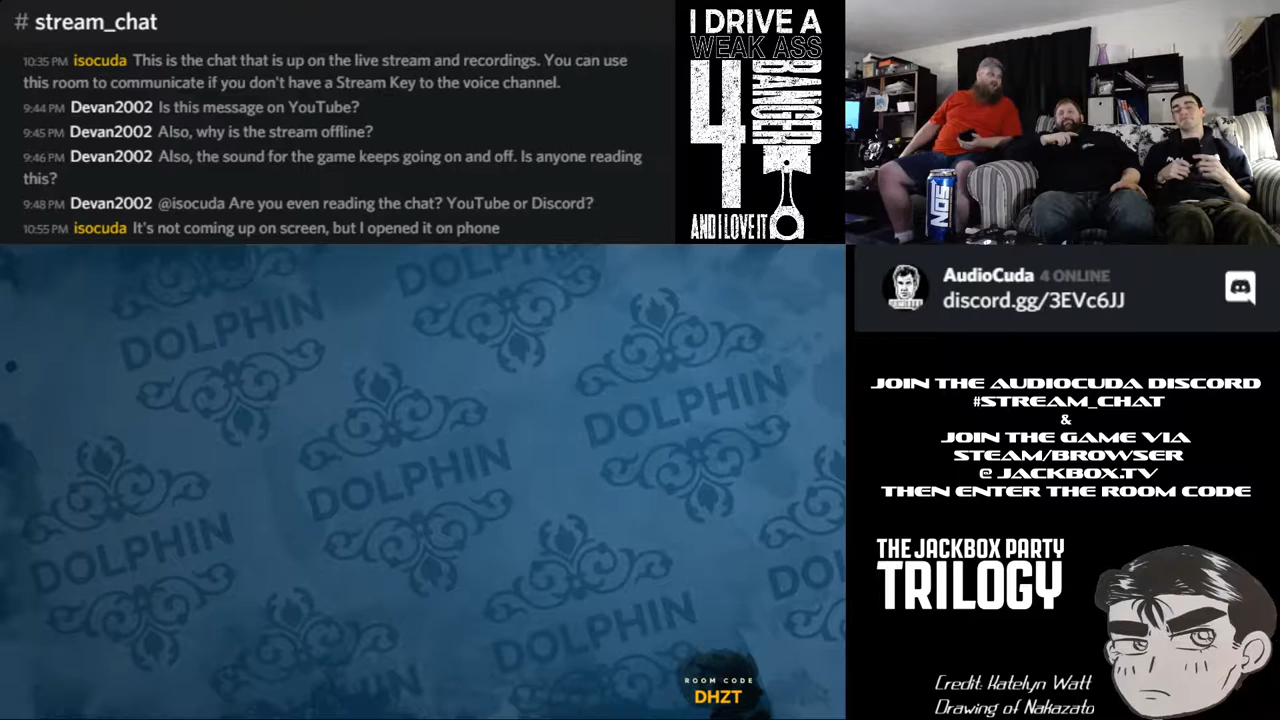 # stream_chat
10:35 PM isocuda This is the chat that is up on the live stream and recordings. You can use
this room to communicate if you don't have a Steam Key to the voice channel.
9:44 PM Devan2002 Is this message on YouTube?
9:45 PM Devan2002 Also, why is the stream offline?
9:46 PM Devan2002 Also, the sound for the game keeps going on and off. Is anyone reading
this?
9:48 PM Devan2002 @isocuda Are you even reading the chat? YouTube or Discord?
10:55 PM isocuda It's not coming up on screen, but I opened it on phone
I DRIVE A
WEAK ASS
4
BANGER
AND I LOVE IT
NOS
AudioCuda 4 ONLINE
discord.gg/3EVc6JJ
JOIN THE AUDIOCUDA DISCORD
#STREAM_CHAT
&
JOIN THE GAME VIA
STEAM/BROWSER
@ JACKBOX.TV
THEN ENTER THE ROOM CODE
THE JACKBOX PARTY
TRILOGY
Credit: Katelyn Watt
Drawing of Nakazato
DOLPHIN
DOLPHIN
DOLPHIN
DOLPHIN
DOLPHIN
DOLPHIN
ROOM CODE
DHZT